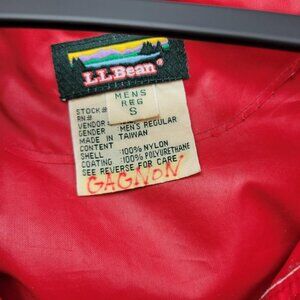 L.L.Bean®
MENS
REG
S
STOCK#
RN#
VENDOR:
GENDER :MEN'S REGULAR
MADE IN TAIWAN
CONTENT
SHELL :100% NYLON
COATING :100% POLYURETHANE
SEE REVERSE FOR CARE
GAGNON